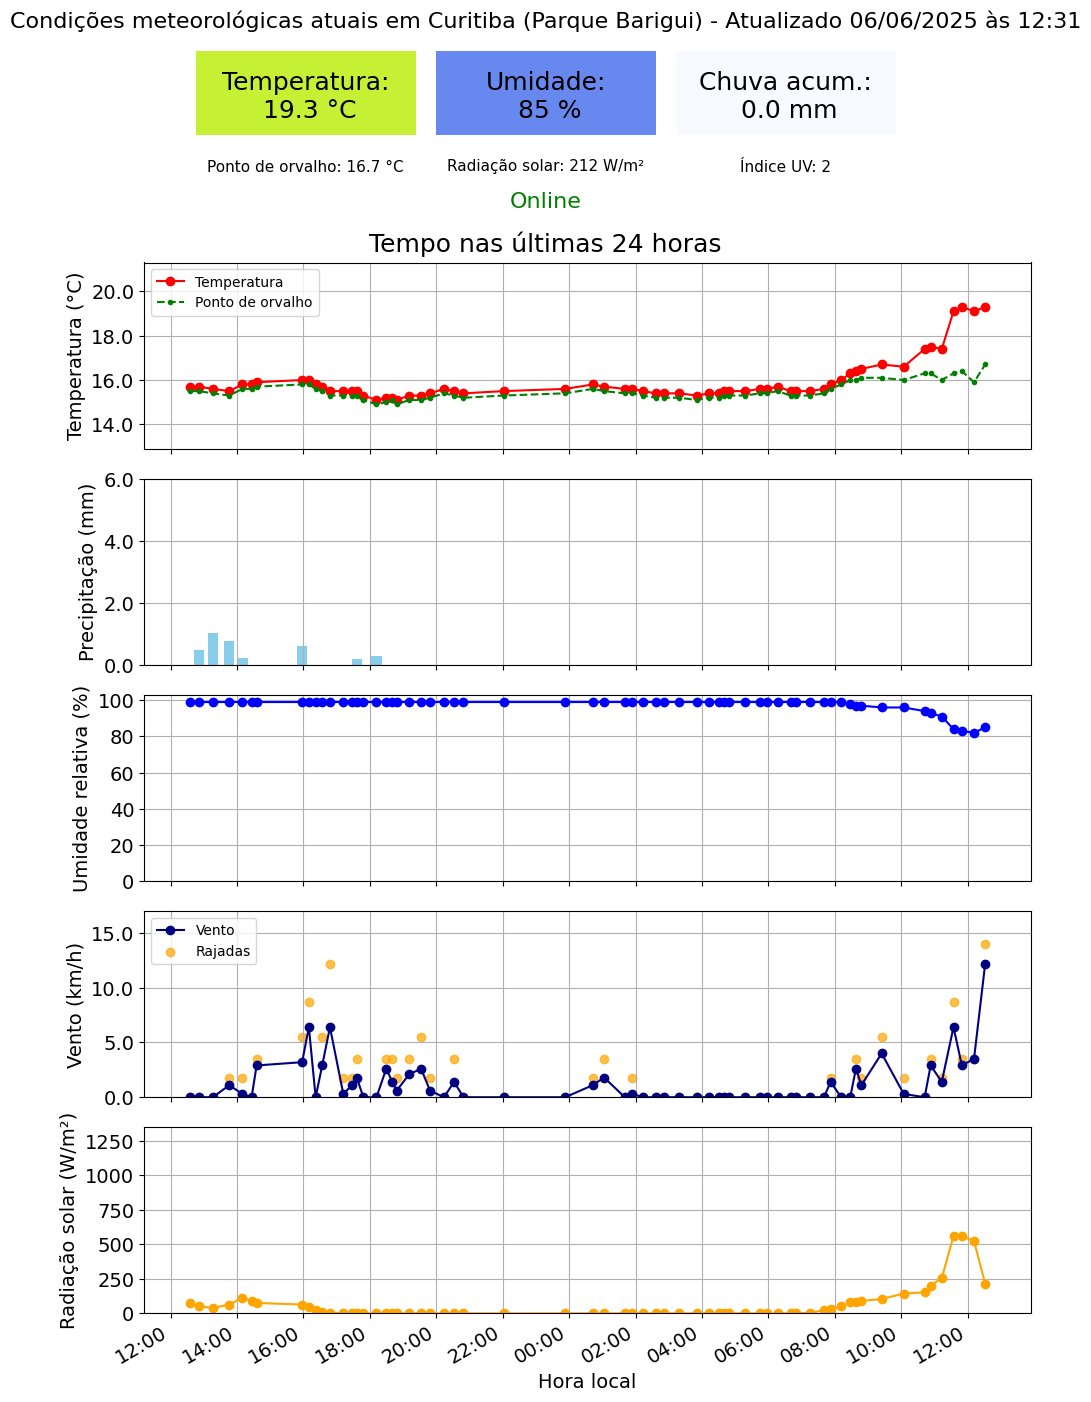 Condições meteorológicas atuais em Curitiba (Parque Barigui) - Atualizado 06/06/2025 às 12:31
Temperatura:
19.3 °C
Umidade:
85 %
Chuva acum.:
0.0 mm
Ponto de orvalho: 16.7 °C
Radiação solar: 212 W/m²
Índice UV: 2
Online
Tempo nas últimas 24 horas
Temperatura (°C)
20.0
18.0
16.0
14.0
Temperatura
Ponto de orvalho
Precipitação (mm)
6.0
4.0
2.0
0.0
Umidade relativa (%)
100
80
60
40
20
0
Vento (km/h)
15.0
10.0
5.0
0.0
Vento
Rajadas
Radiação solar (W/m²)
1250
1000
750
500
250
0
12:00
14:00
16:00
18:00
20:00
22:00
00:00
02:00
04:00
06:00
08:00
10:00
12:00
Hora local